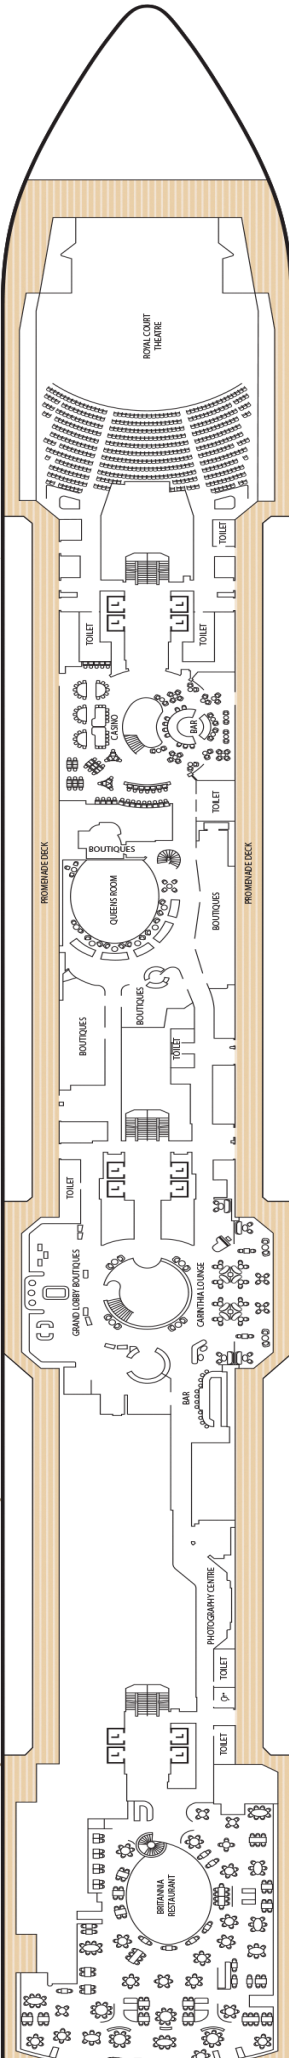 ROYAL COURT
THEATRE
TOILET
TOILET
TOILET
CASINO
BAR
TOILET
BOUTIQUES
PROMENADE DECK
QUEENS ROOM
BOUTIQUES
PROMENADE DECK
BOUTIQUES
BOUTIQUES
TOILET
TOILET
GRAND LOBBY BOUTIQUES
CARINTHIA LOUNGE
BAR
PHOTOGRAPHY CENTRE
TOILET
TOILET
BRITANNIA
RESTAURANT